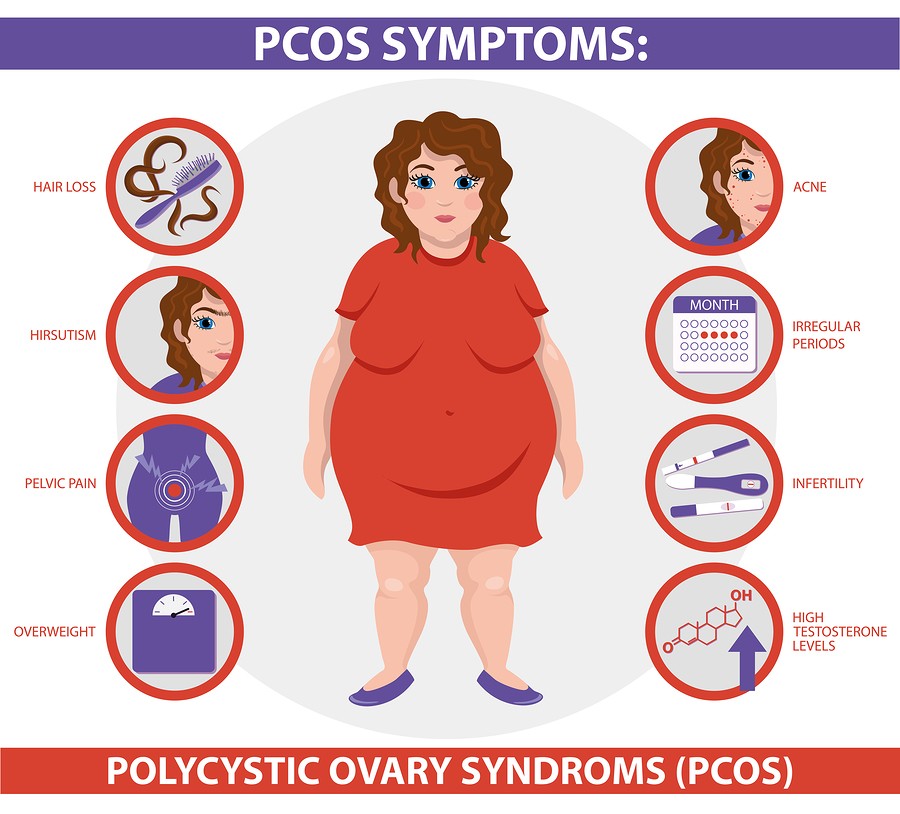 PCOS SYMPTOMS:
HAIR LOSS
HIRSUTISM
PELVIC PAIN
OVERWEIGHT
ACNE
MONTH
IRREGULAR
PERIODS
INFERTILITY
OH
O
HIGH
TESTOSTERONE
LEVELS
POLYCYSTIC OVARY SYNDROMS (PCOS)